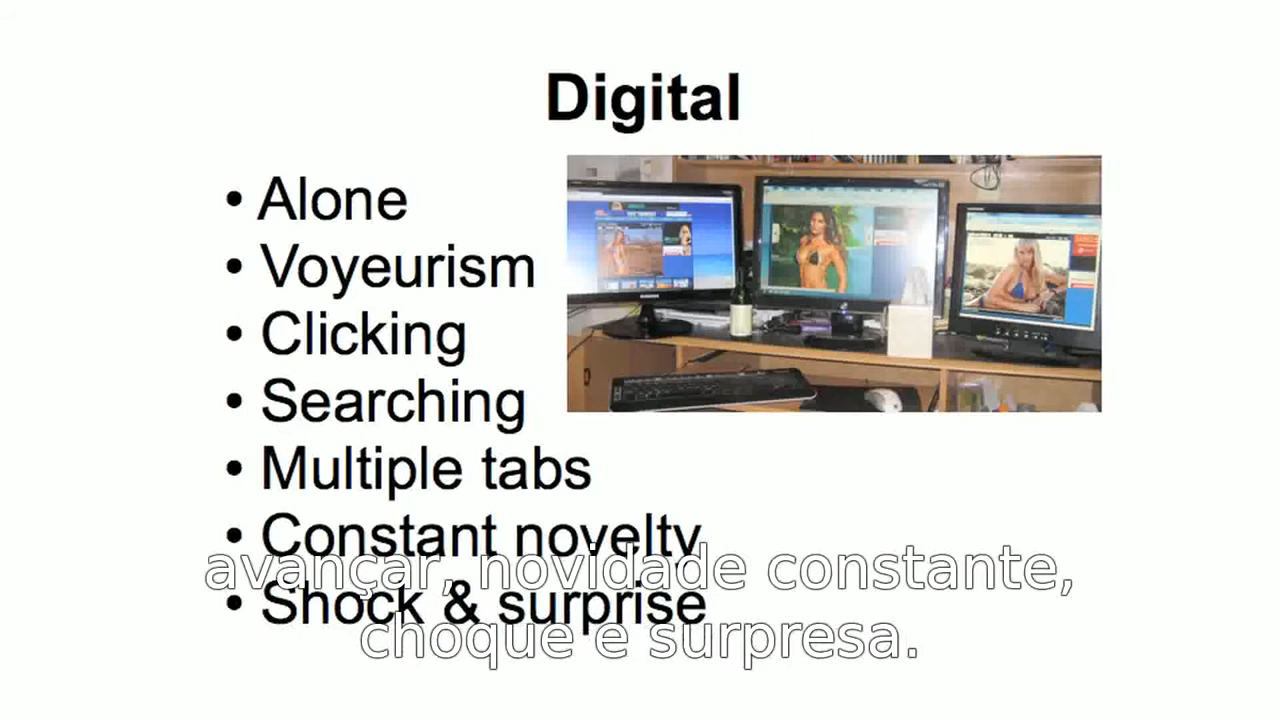 Digital
• Alone
• Voyeurism
• Clicking
• Searching
• Multiple tabs
• Constant novelty
• Shock & surprise
avançar, novidade constante,
choque e surpresa.